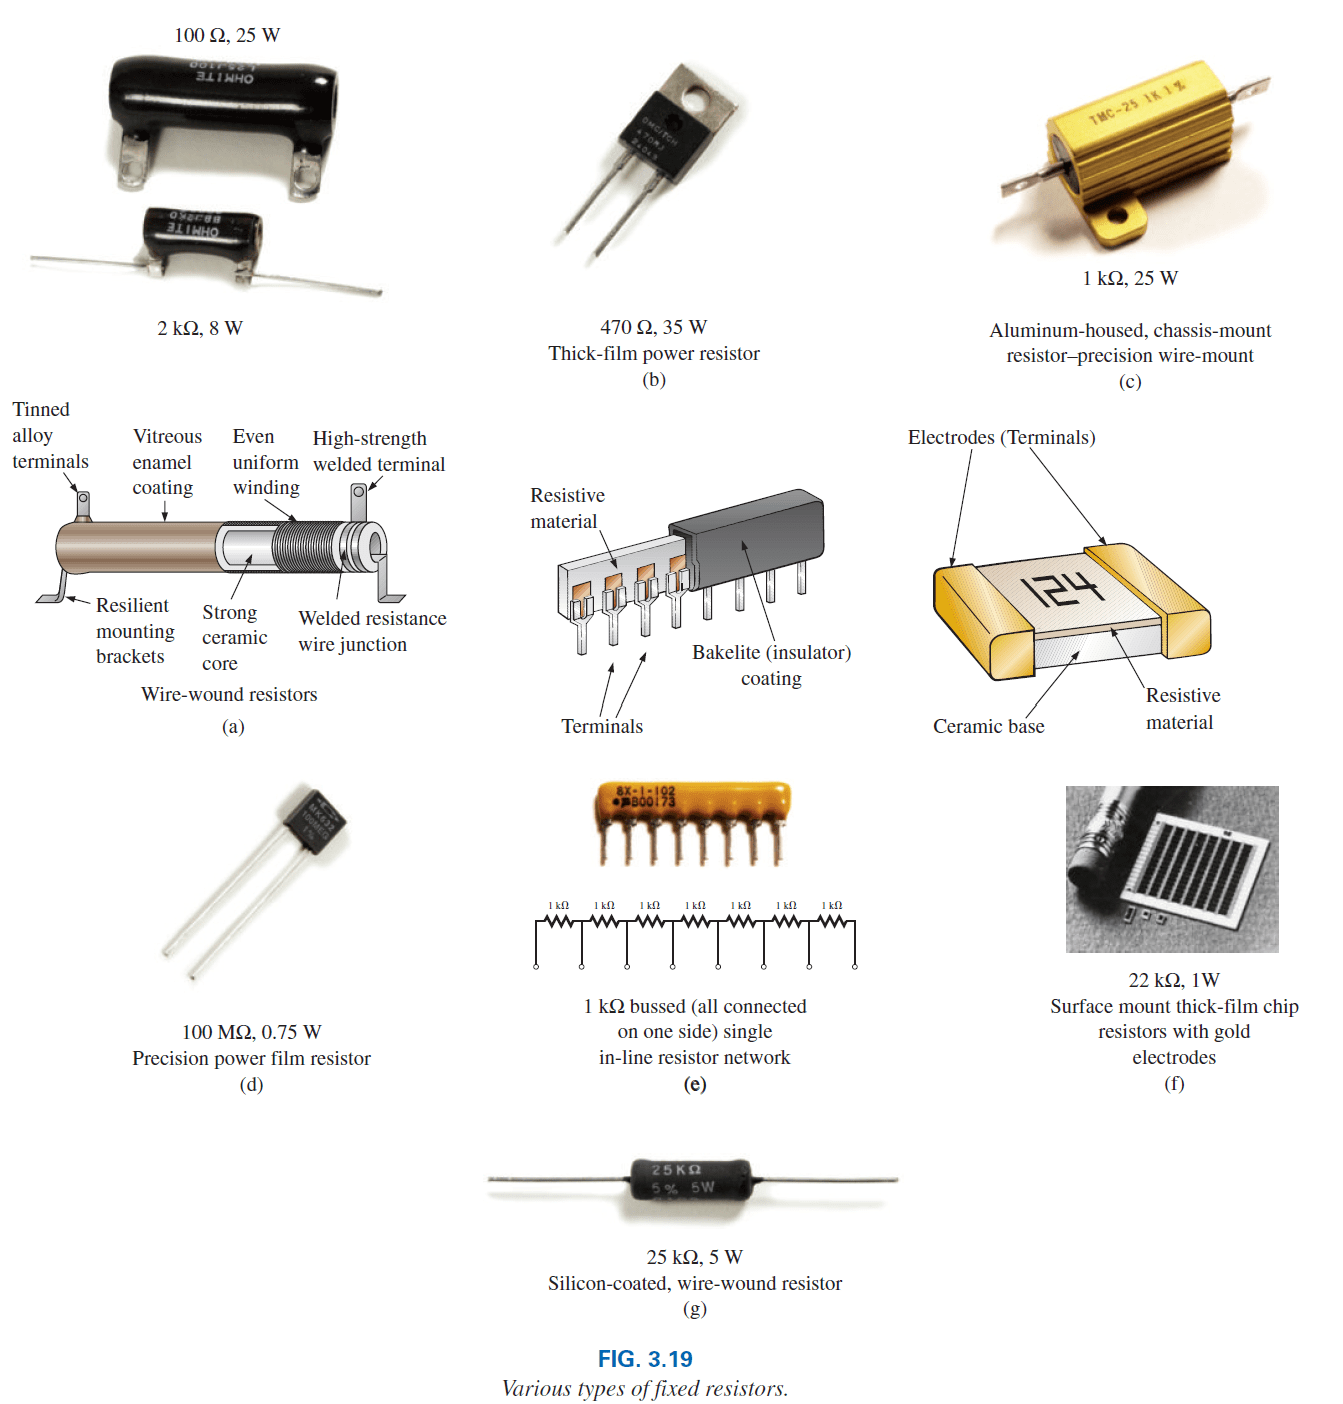 100 Ω, 25 W
OHMITE
L25J100
OHMITE
2 kΩ, 8 W
470RJ
470 Ω, 35 W
Thick-film power resistor
(b)
TMC-25 1K 1%
1 kΩ, 25 W
Aluminum-housed, chassis-mount
resistor–precision wire-mount
(c)
Tinned
alloy
terminals
Vitreous
enamel
coating
Even
uniform
winding
High-strength
welded terminal
Resilient
mounting
brackets
Strong
ceramic
core
Welded resistance
wire junction
Wire-wound resistors
(a)
Resistive
material
Bakelite (insulator)
coating
Terminals
Electrodes (Terminals)
124
Ceramic base
Resistive
material
MK632
100MEG
1%
100 MΩ, 0.75 W
Precision power film resistor
(d)
8X-1-102
B00173
1 kΩ 1 kΩ 1 kΩ 1 kΩ 1 kΩ 1 kΩ 1 kΩ
1 kΩ bussed (all connected
on one side) single
in-line resistor network
(e)
22 kΩ, 1W
Surface mount thick-film chip
resistors with gold
electrodes
(f)
25KΩ
5% 5W
25 kΩ, 5 W
Silicon-coated, wire-wound resistor
(g)
FIG. 3.19
Various types of fixed resistors.